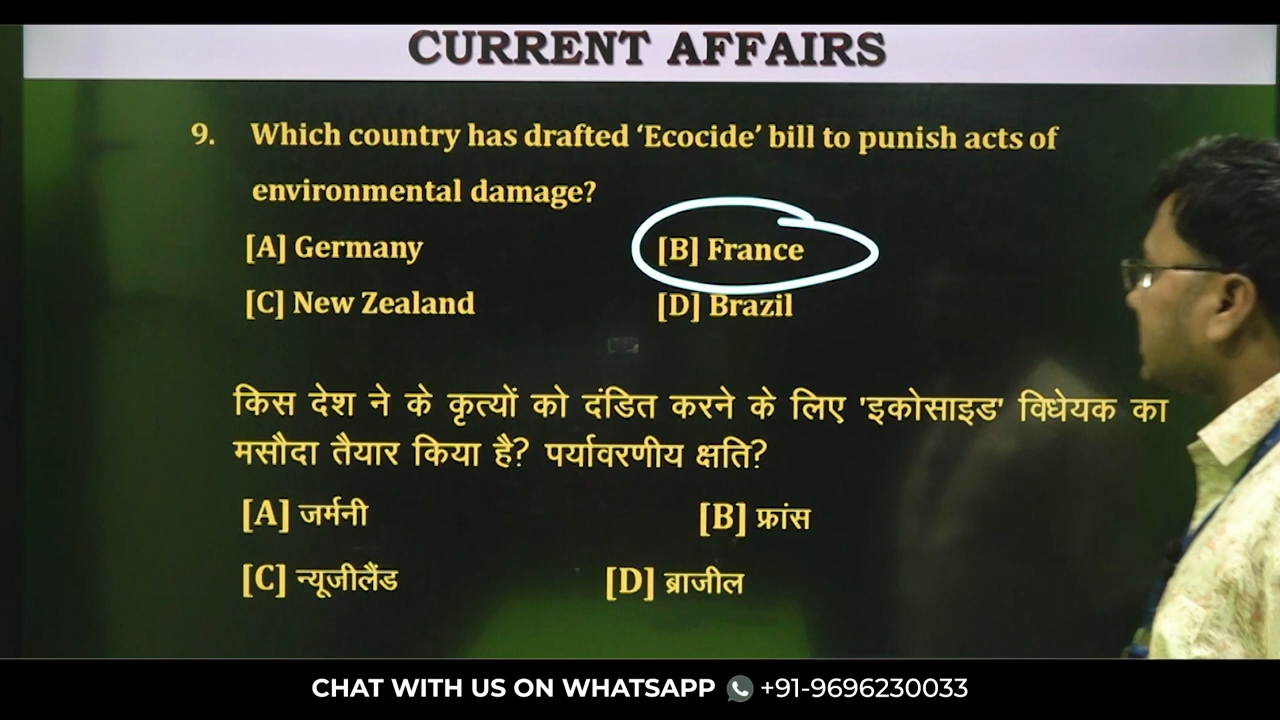 CURRENT AFFAIRS
9. Which country has drafted ‘Ecocide’ bill to punish acts of
environmental damage?
[A] Germany [B] France
[C] New Zealand [D] Brazil
किस देश ने के कृत्यों को दंडित करने के लिए 'इकोसाइड' विधेयक का
मसौदा तैयार किया है? पर्यावरणीय क्षति?
[A] जर्मनी [B] फ्रांस
[C] न्यूजीलैंड [D] ब्राजील
CHAT WITH US ON WHATSAPP +91-9696230033